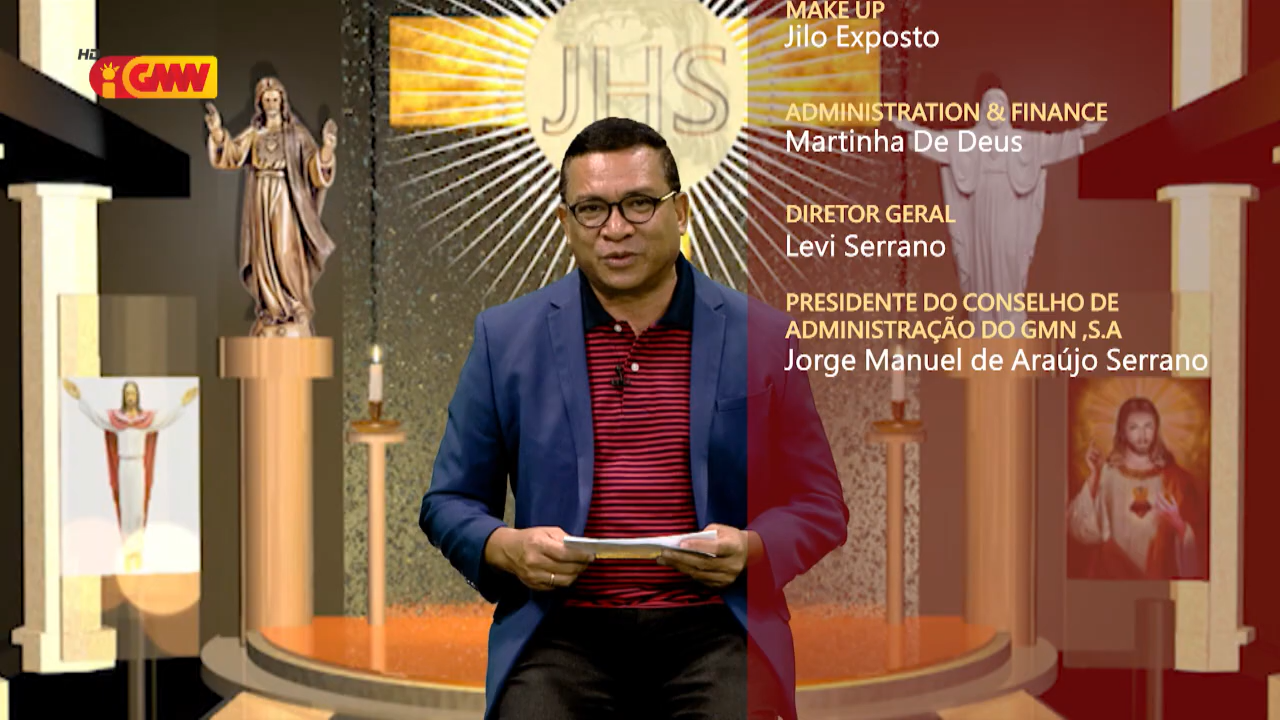 HD
GMN
JHS
MAKE UP
Jilo Exposto
ADMINISTRATION & FINANCE
Martinha De Deus
DIRETOR GERAL
Levi Serrano
PRESIDENTE DO CONSELHO DE
ADMINISTRAÇÃO DO GMN ,S.A
Jorge Manuel de Araújo Serrano